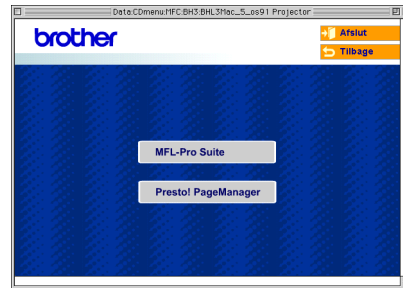 Data:CDmenu:MFC:BH3:BHL3Mac_5_os91 Projector
brother
Afslut
Tilbage
MFL-Pro Suite
Presto! PageManager